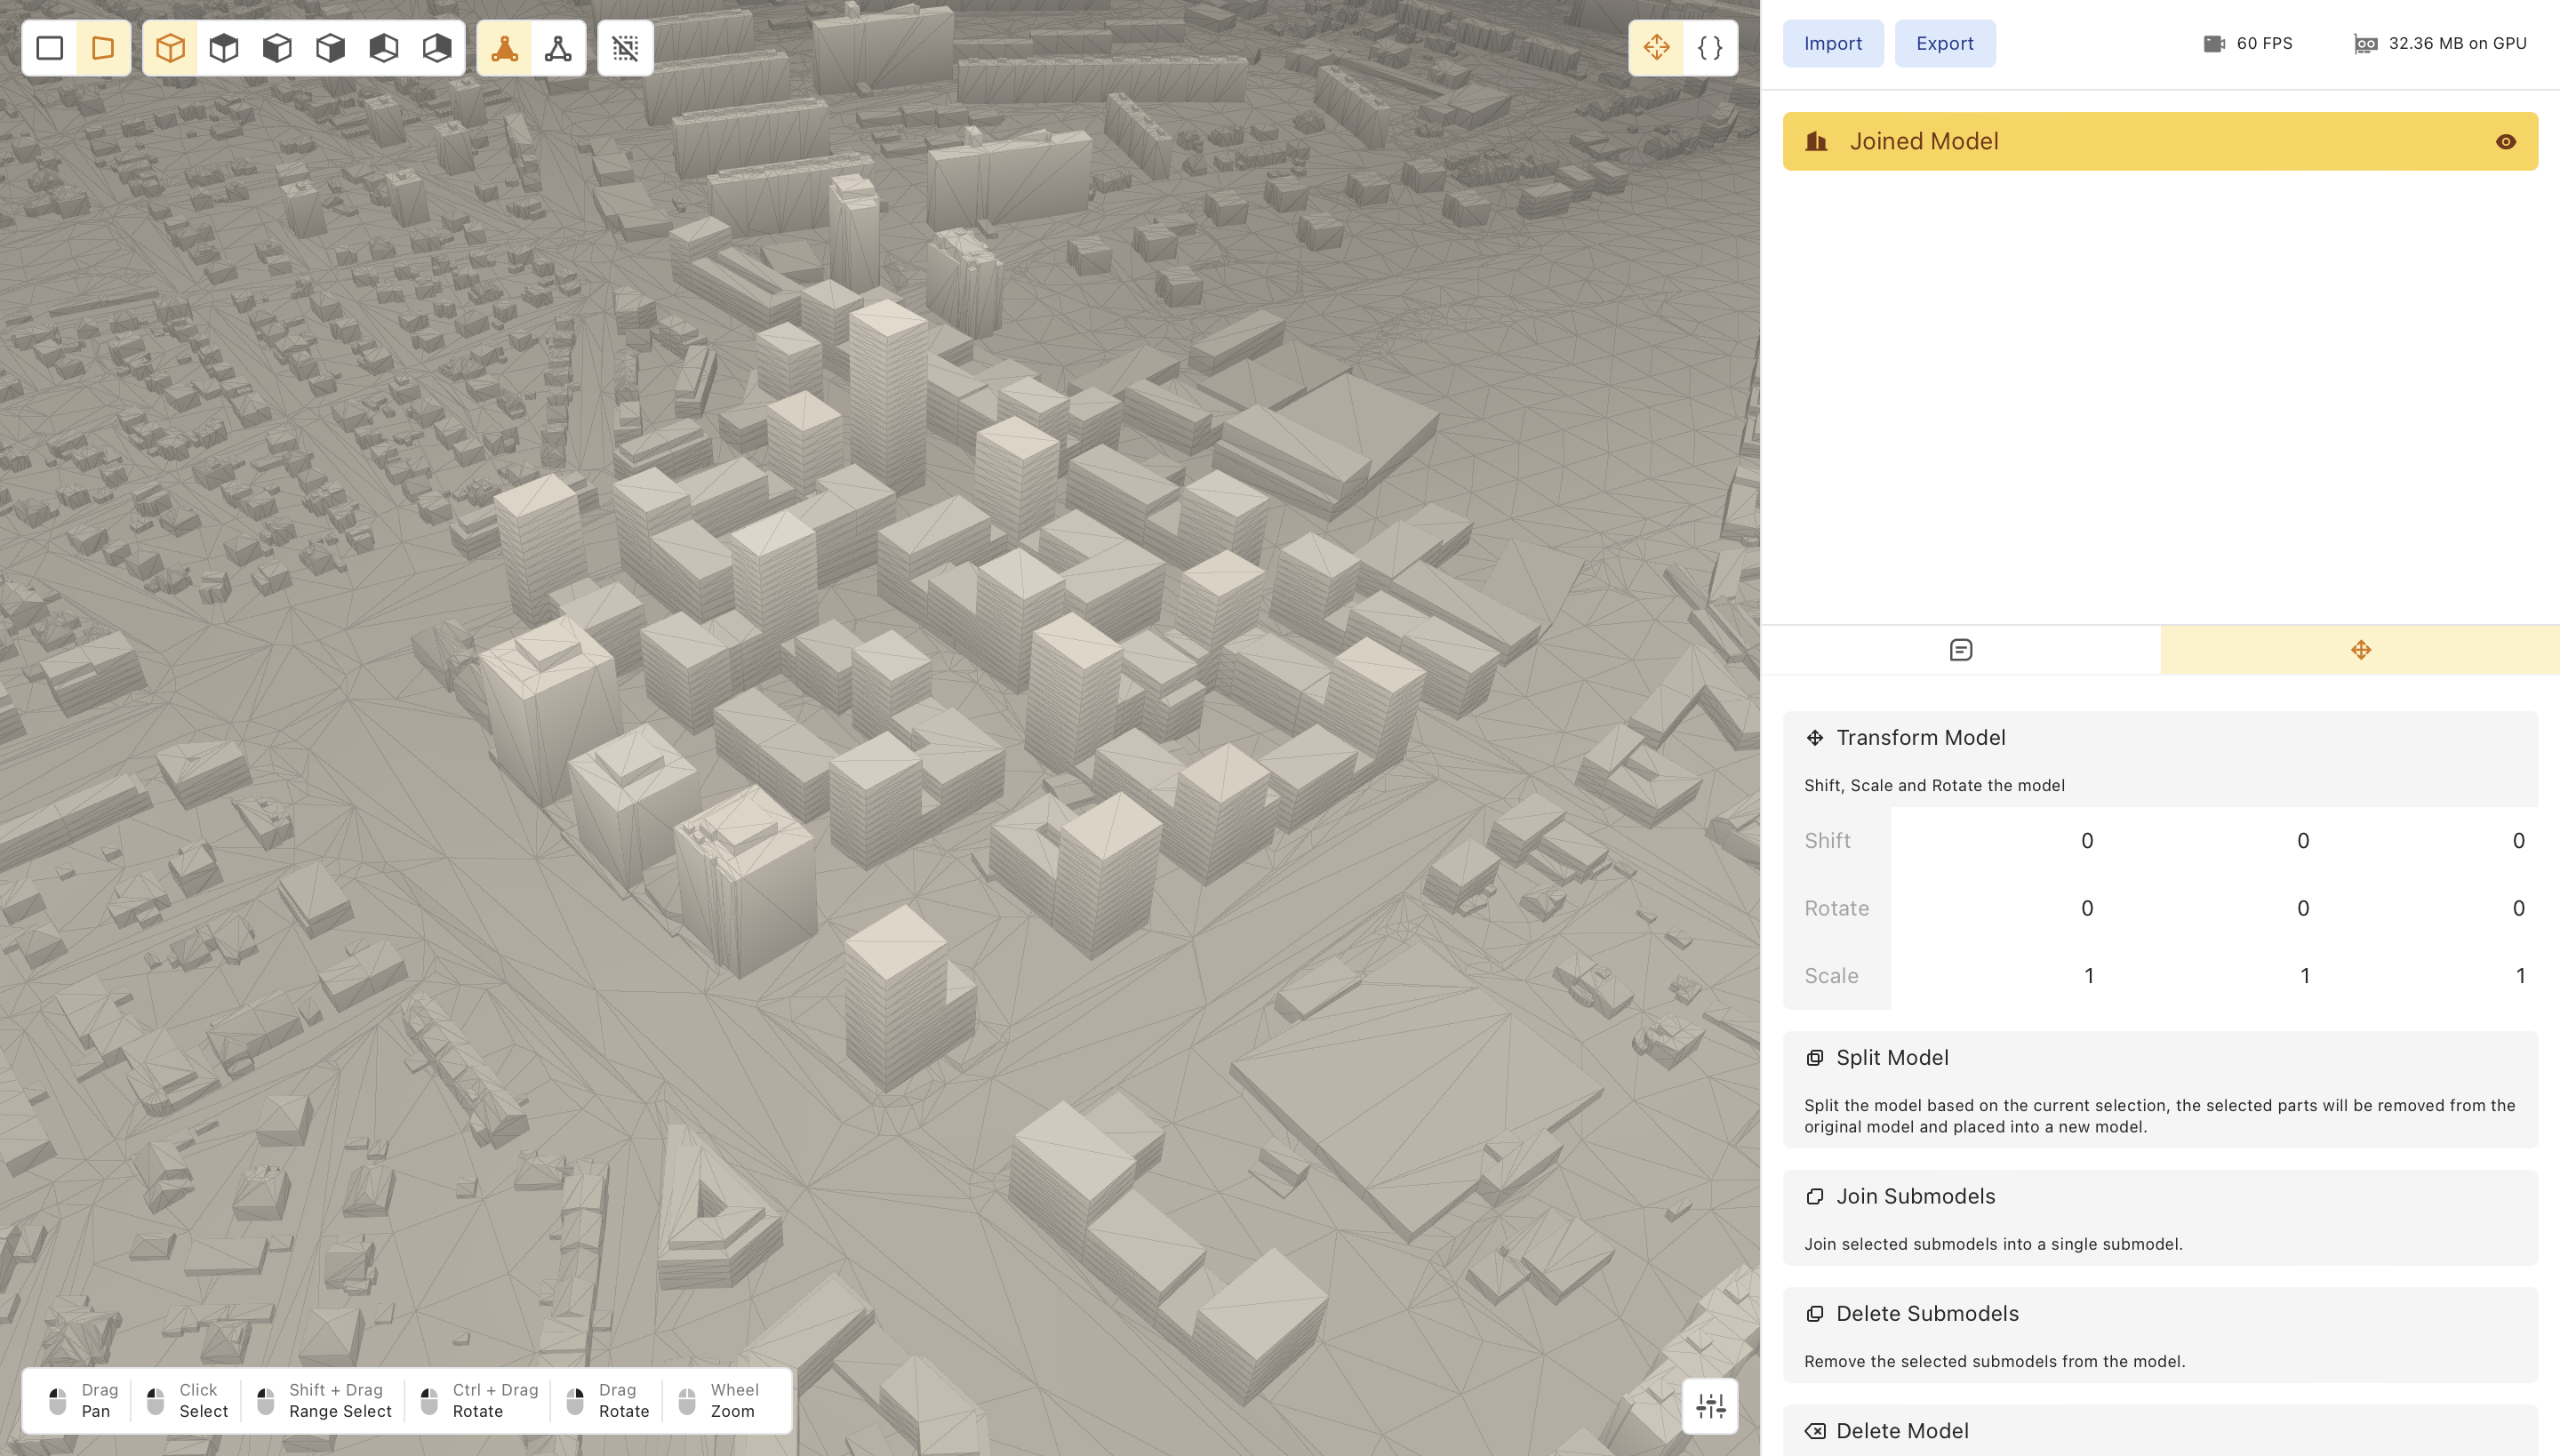 Import
Export
60 FPS
32.36 MB on GPU
Joined Model
Transform Model
Shift, Scale and Rotate the model
Shift 0 0 0
Rotate 0 0 0
Scale 1 1 1
Split Model
Split the model based on the current selection, the selected parts will be removed from the
original model and placed into a new model.
Join Submodels
Join selected submodels into a single submodel.
Delete Submodels
Remove the selected submodels from the model.
Delete Model
Drag
Pan
Click
Select
Shift + Drag
Range Select
Ctrl + Drag
Rotate
Drag
Rotate
Wheel
Zoom